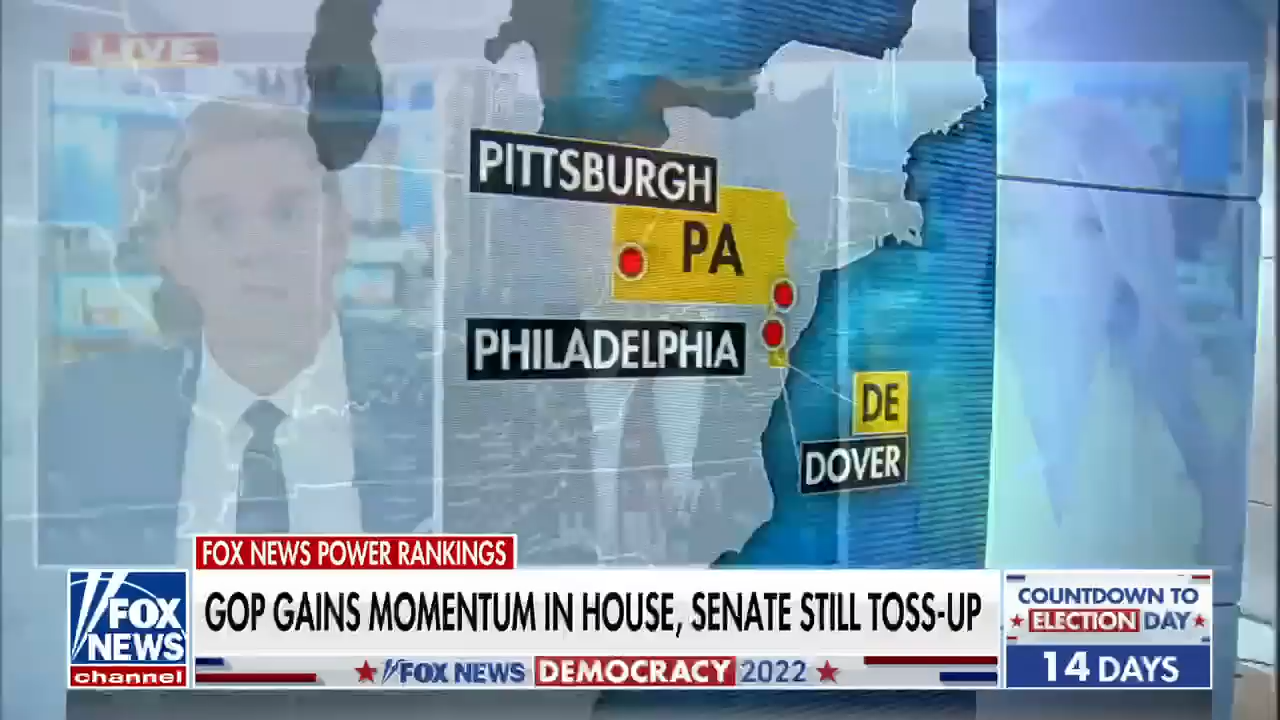 LIVE
PITTSBURGH
PA
PHILADELPHIA
DE
DOVER
FOX NEWS POWER RANKINGS
FOX NEWS channel
GOP GAINS MOMENTUM IN HOUSE, SENATE STILL TOSS-UP
FOX NEWS DEMOCRACY 2022
COUNTDOWN TO
ELECTION DAY
14 DAYS